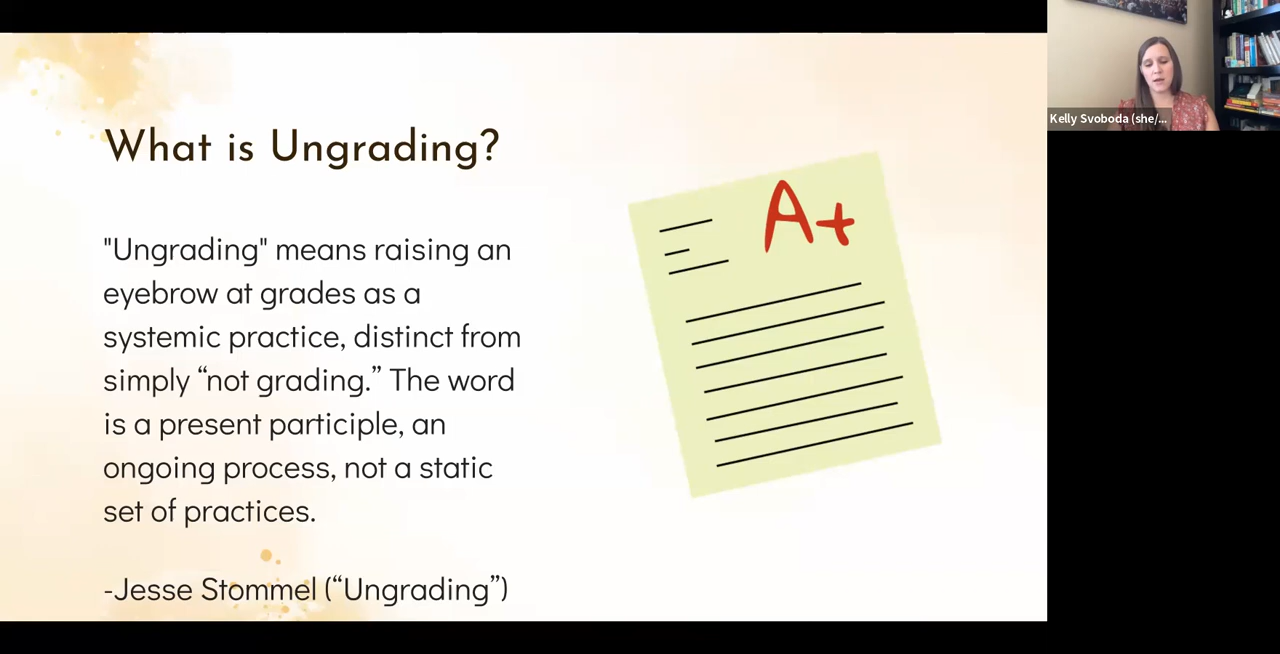 What is Ungrading?
"Ungrading" means raising an
eyebrow at grades as a
systemic practice, distinct from
simply “not grading.” The word
is a present participle, an
ongoing process, not a static
set of practices.
-Jesse Stommel (“Ungrading”)
A+
Kelly Svoboda (she/...